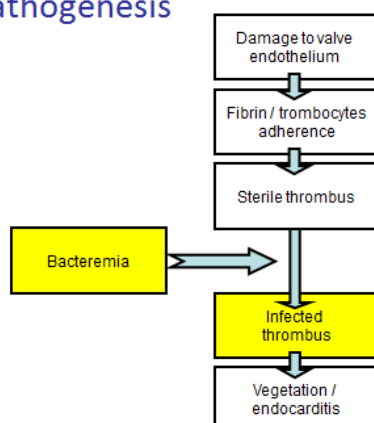 athogenesis
Damage to valve
endothelium
Fibrin / trombocytes
adherence
Sterile thrombus
Bacteremia
Infected
thrombus
Vegetation /
endocarditis